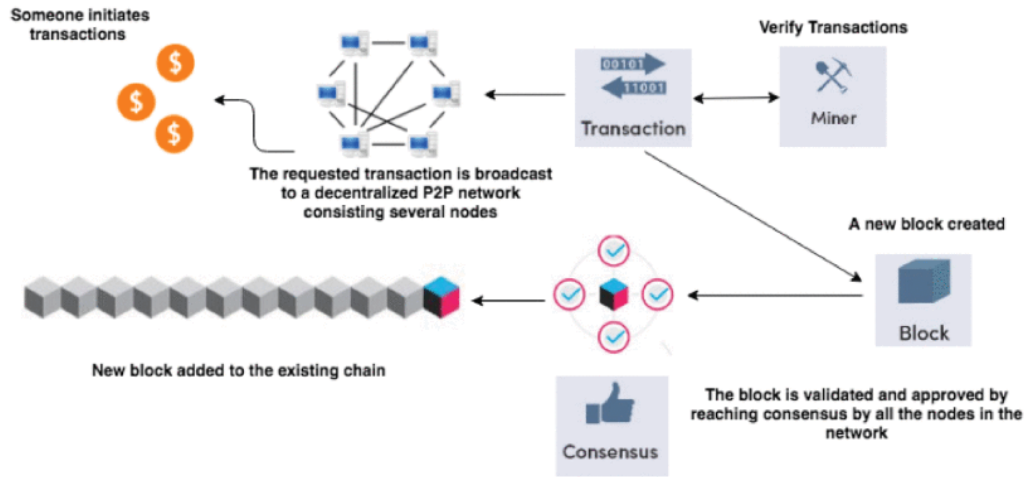 Someone initiates
transactions
$
$
$
The requested transaction is broadcast
to a decentralized P2P network
consisting several nodes
00101
11001
Transaction
Verify Transactions
Miner
A new block created
Block
New block added to the existing chain
Consensus
The block is validated and approved by
reaching consensus by all the nodes in the
network